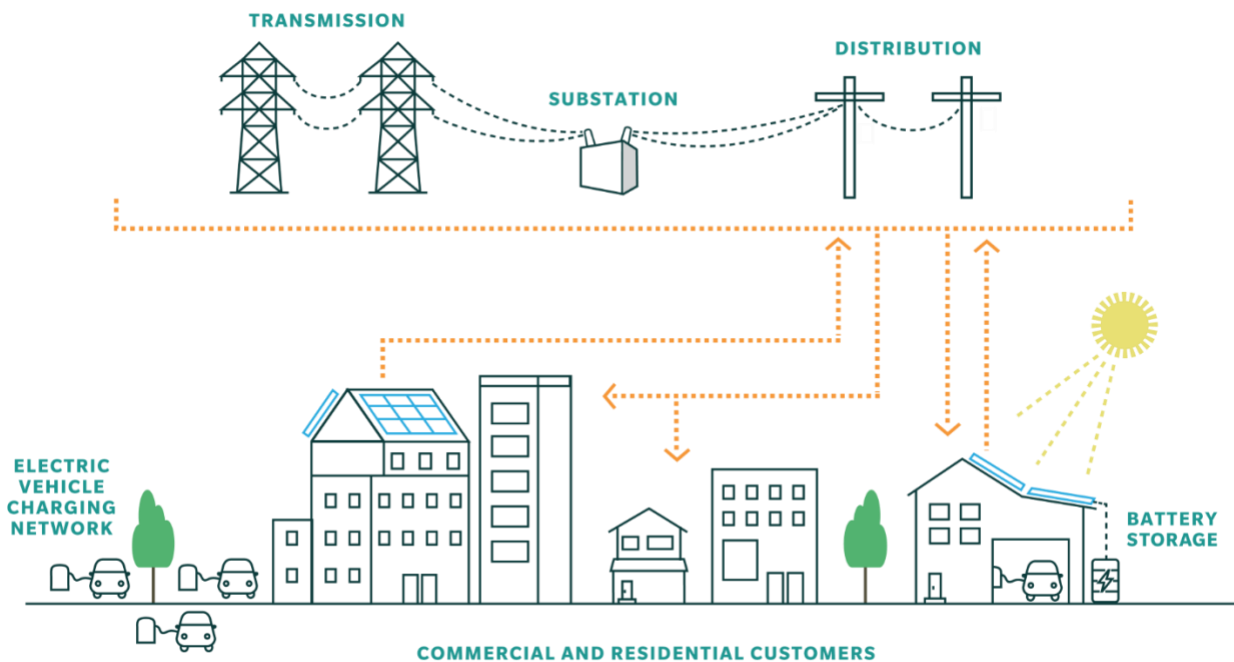 TRANSMISSION
DISTRIBUTION
SUBSTATION
ELECTRIC
VEHICLE
CHARGING
NETWORK
BATTERY
STORAGE
COMMERCIAL AND RESIDENTIAL CUSTOMERS